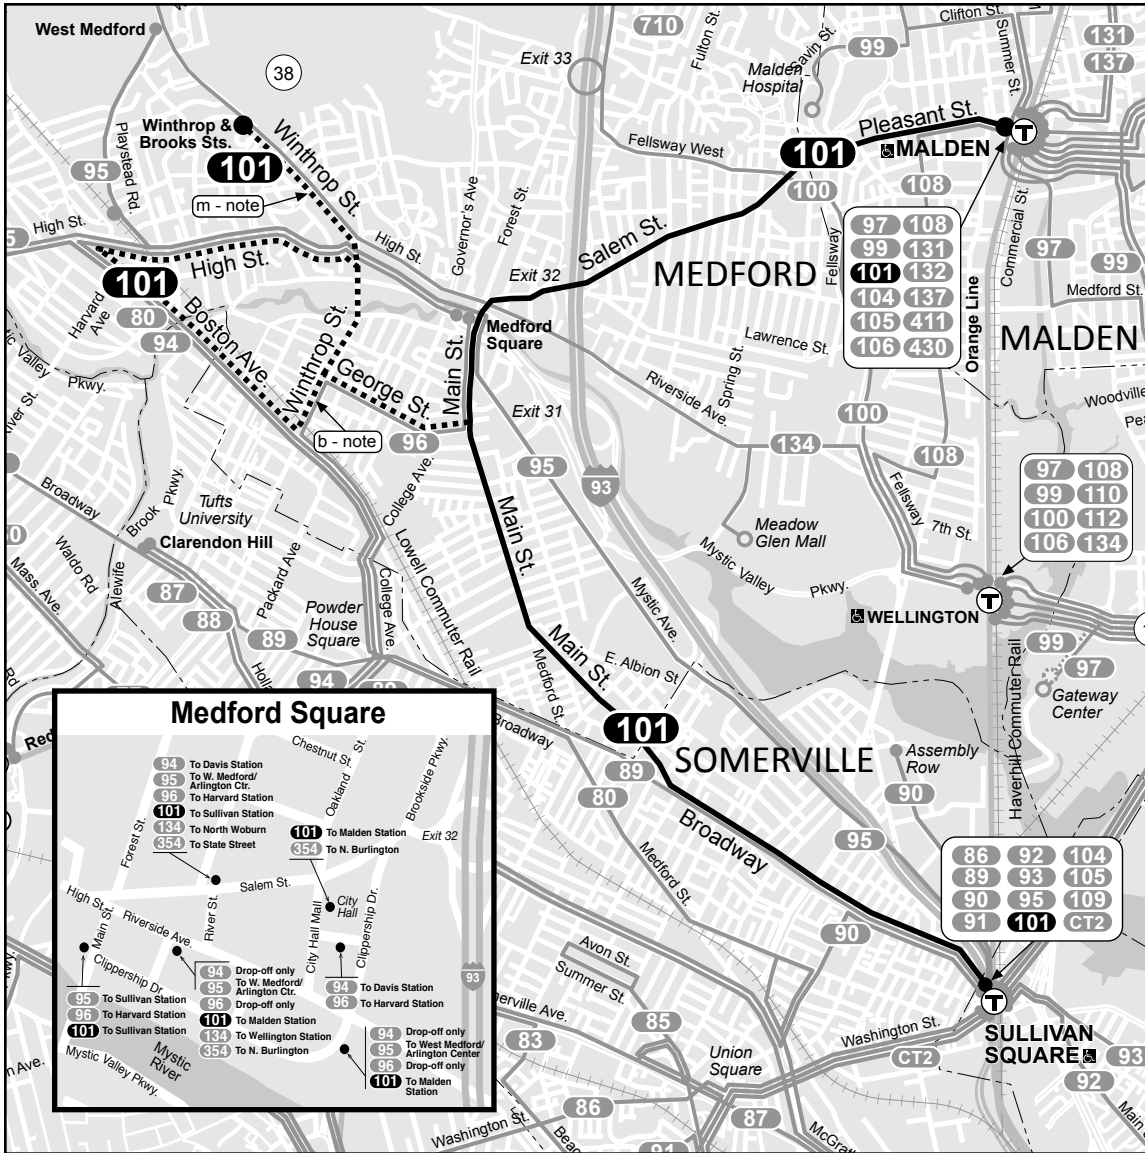 West Medford
38
710
Fulton St.
Savin St.
Clifton St.
Summer St.
131
137
99
Exit 33
Malden
Hospital
Winthrop &
Brooks Sts.
101
Winthrop St.
Playstead Rd.
95
m - note
Fellsway West
Pleasant St.
MALDEN
T
101
100
108
High St.
High St.
Governor's Ave
Forest St.
Exit 32
Salem St.
MEDFORD
Fellsway
97 108
99 131
101 132
104 137
105 411
106 430
Orange Line
Commercial St.
97
99
Medford St.
MALDEN
High St.
101
80
94
Harvard
Ave
Boston Ave.
Winthrop St.
George St.
Main St.
Medford
Square
Lawrence St.
Spring St.
Riverside Ave.
Pkwy.
b - note
96
Exit 31
95
93
134
100
108
Fellsway
7th St.
97 108
99 110
100 112
106 134
Broadway
Brook
Pkwy.
Alewife
Tufts
University
Clarendon Hill
College Ave.
Lowell Commuter Rail
Main St.
Meadow
Glen Mall
Mystic Valley
Pkwy.
Mystic Ave.
WELLINGTON
T
Waldo Rd
Mass. Ave.
87
88
89
Packard Ave
Powder
House
Square
College Ave.
94
Main St.
Medford St.
E. Albion St
Broadway
101
89
80
SOMERVILLE
Haverhill Commuter Rail
99
97
Gateway
Center
Assembly
Row
90
Broadway
Medford St.
95
86 92 104
89 93 105
90 95 109
91 101 CT2
90
Avon St.
Summer St.
85
83
Washington St.
T
SULLIVAN
SQUARE
CT2
93
92
Union
Square
86
87
91
Washington St.
Medford Square
Chestnut St.
Oakland St.
Brookside Pkwy.
94 To Davis Station
95 To W. Medford/
Arlington Ctr.
96 To Harvard Station
101 To Sullivan Station
134 To North Woburn
354 To State Street
101 To Malden Station
354 To N. Burlington
Exit 32
Forest St.
Salem St.
High St.
Riverside Ave.
River St.
City
Hall
City Hall Mall
Clippership Dr.
Main St.
Clippership Dr.
93
95 To Sullivan Station
96 To Harvard Station
101 To Sullivan Station
94 Drop-off only
95 To W. Medford/
Arlington Ctr.
96 Drop-off only
101 To Malden Station
134 To Wellington Station
354 To N. Burlington
94 To Davis Station
96 To Harvard Station
94 Drop-off only
95 To West Medford/
Arlington Center
96 Drop-off only
101 To Malden
Station
Mystic
River
Mystic Valley Pkwy.